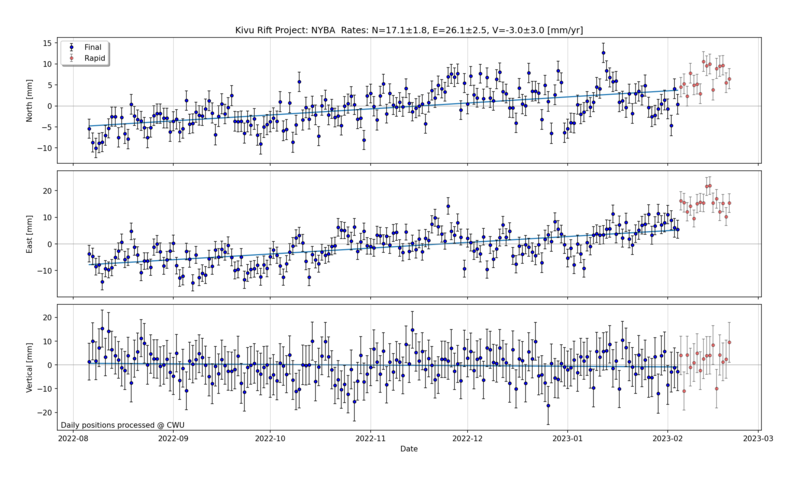 Kivu Rift Project: NYBA  Rates: N=17.1±1.8, E=26.1±2.5, V=-3.0±3.0 [mm/yr]
Final
Rapid
North [mm]
15
10
5
0
−5
−10
East [mm]
20
10
0
−10
Vertical [mm]
20
10
0
−10
−20
Daily positions processed @ CWU
2022-08 2022-09 2022-10 2022-11 2022-12 2023-01 2023-02 2023-03
Date